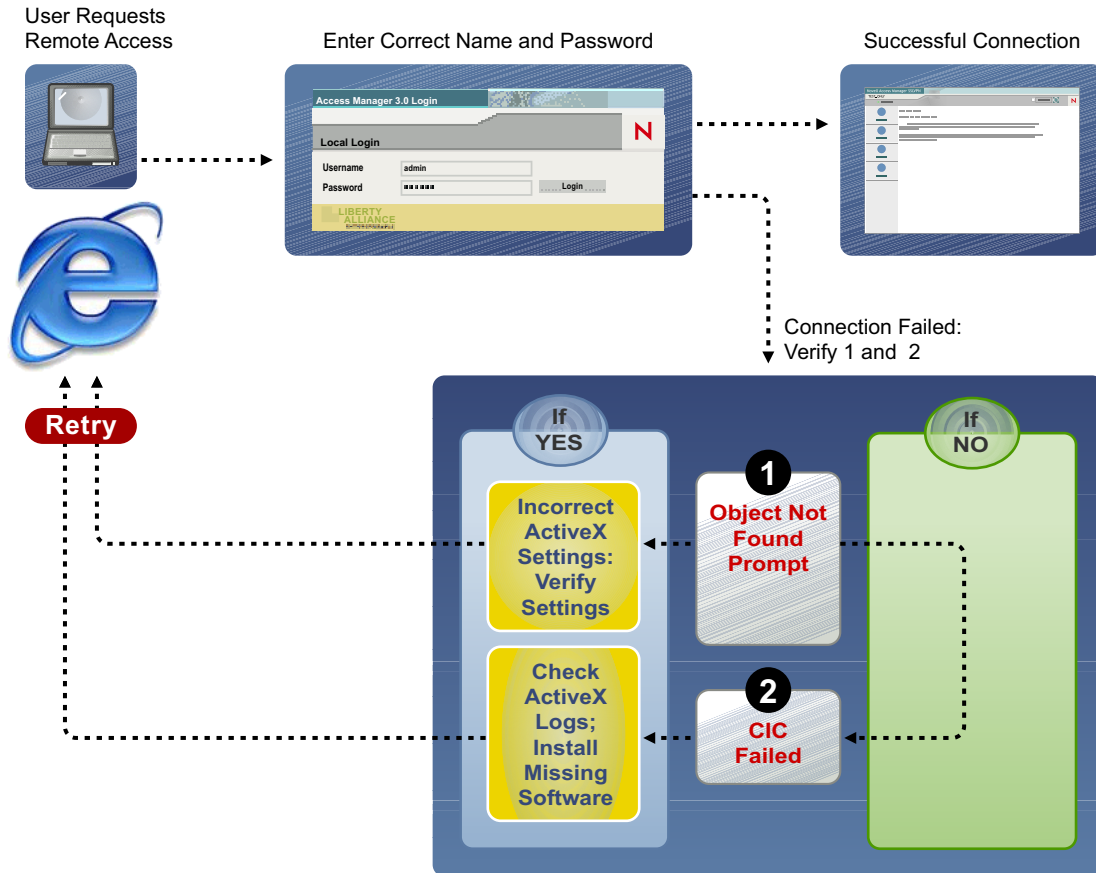 User Requests
Remote Access
Enter Correct Name and Password
Successful Connection
Access Manager 3.0 Login
Local Login
N
Username
admin
Password
Login
LIBERTY
ALLIANCE
N
Connection Failed:
Verify 1 and 2
Retry
If
YES
If
NO
1
Object Not
Found
Prompt
Incorrect
ActiveX
Settings:
Verify
Settings
2
CIC
Failed
Check
ActiveX
Logs;
Install
Missing
Software